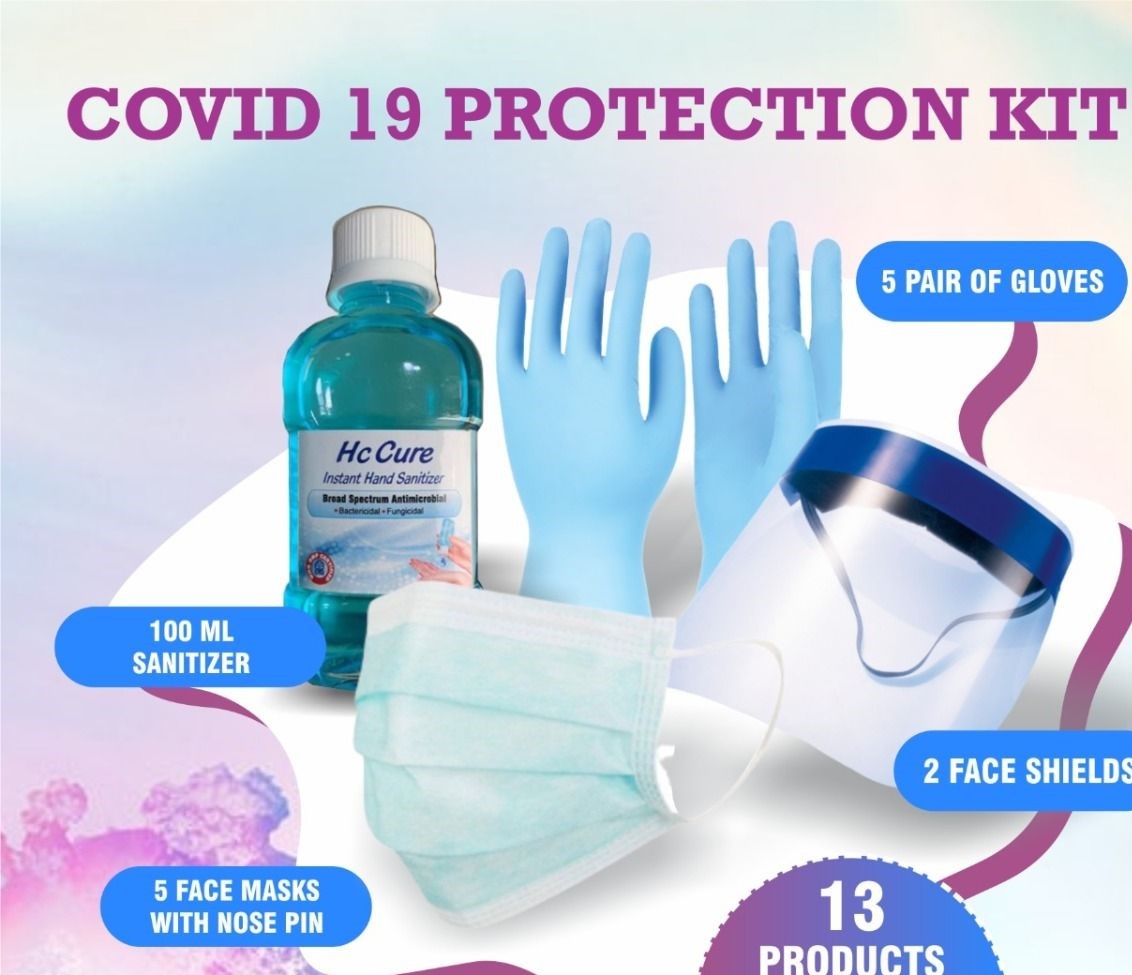 COVID 19 PROTECTION KIT
5 PAIR OF GLOVES
Hc Cure
Instant Hand Sanitizer
Broad Spectrum Antimicrobial
Bactericidal • Fungicidal
100 ML
SANITIZER
2 FACE SHIELDS
5 FACE MASKS
WITH NOSE PIN
13
PRODUCTS